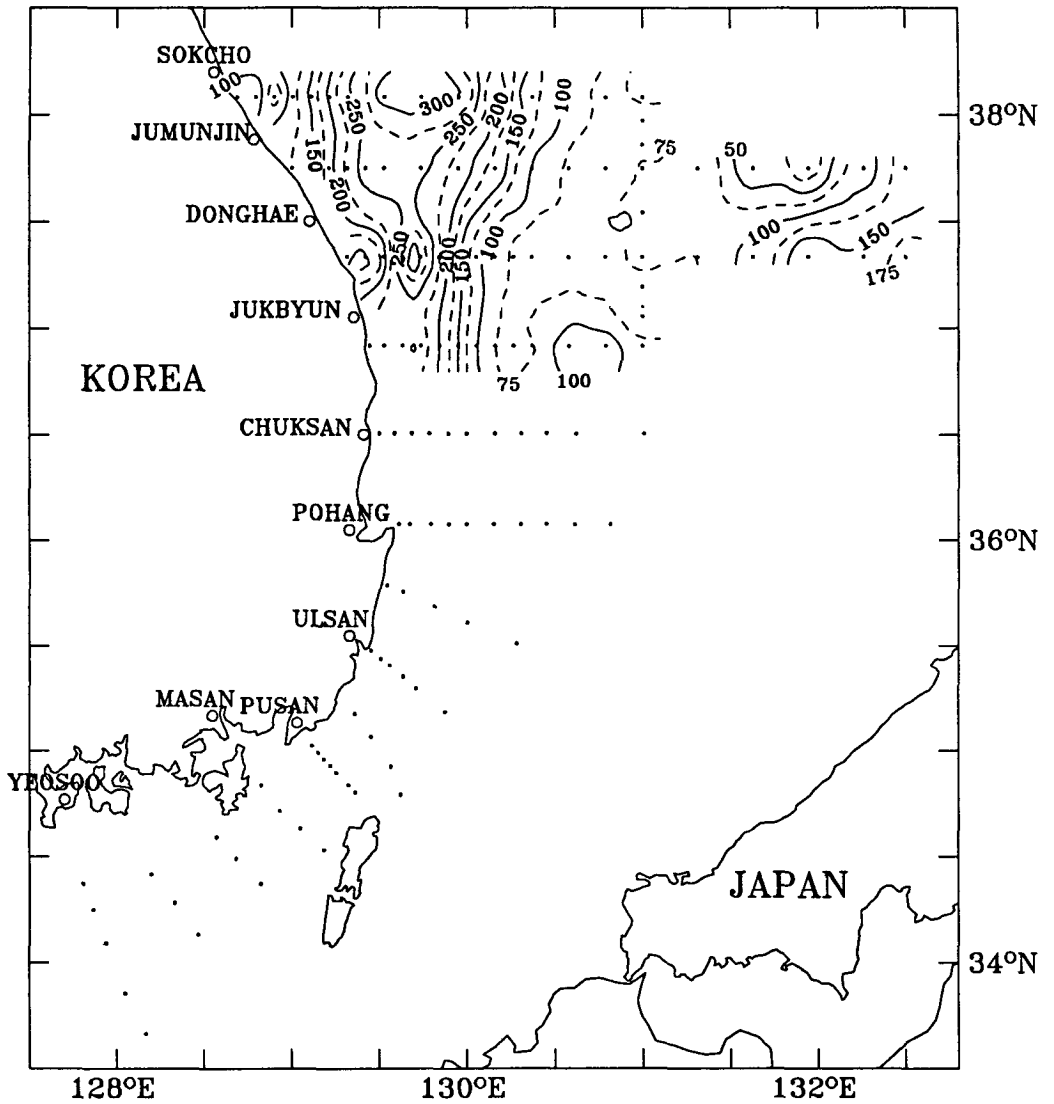 SOKCHO
100
300
250
250
200
150
100
38°N
JUMUNJIN
150
75
50
200
DONGHAE
250
200
150
100
100
150
175
JUKBYUN
KOREA
75
100
CHUKSAN
POHANG
36°N
ULSAN
MASAN
PUSAN
YEOSOO
JAPAN
34°N
128°E
130°E
132°E